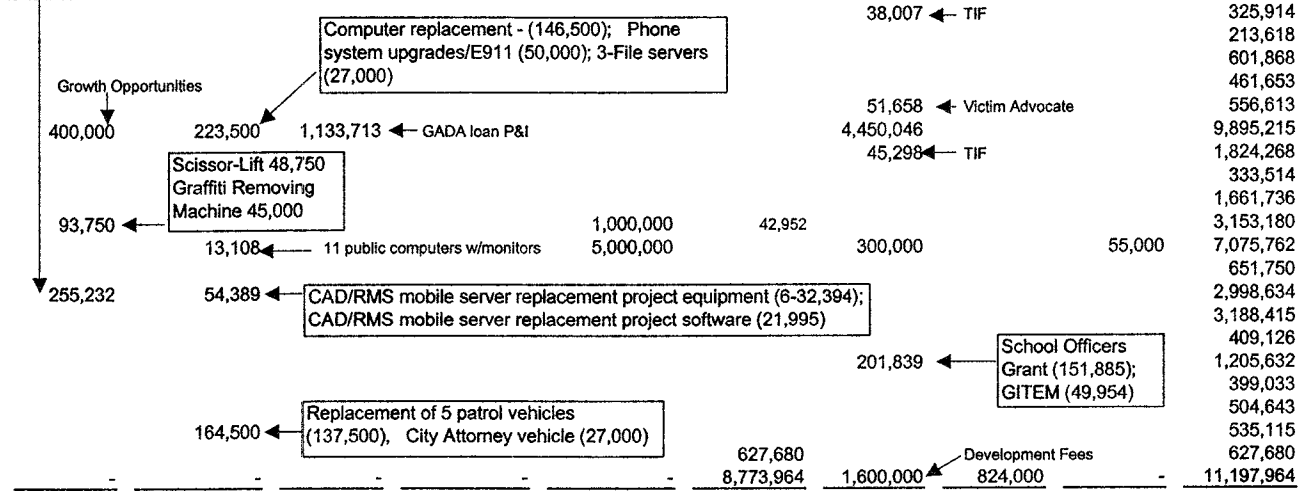 38,007 TIF 325,914
Computer replacement - (146,500); Phone 213,618
system upgrades/E911 (50,000); 3-File servers 601,868
(27,000) 461,653
Growth Opportunities
51,658 Victim Advocate 556,613
400,000 223,500 1,133,713 GADA loan P&I 4,450,046 9,895,215
45,298 TIF 1,824,268
Scissor-Lift 48,750
Graffiti Removing 333,514
Machine 45,000 1,661,736
93,750 1,000,000 42,952 3,153,180
13,108 11 public computers w/monitors 5,000,000 300,000 55,000 7,075,762
651,750
255,232 54,389 CAD/RMS mobile server replacement project equipment (6-32,394); 2,998,634
CAD/RMS mobile server replacement project software (21,995) 3,188,415
409,126
School Officers
201,839 Grant (151,885); 1,205,632
GITEM (49,954) 399,033
Replacement of 5 patrol vehicles 504,643
164,500 (137,500), City Attorney vehicle (27,000) 535,115
627,680 Development Fees 627,680
- - - - - 8,773,964 1,600,000 824,000 - 11,197,964